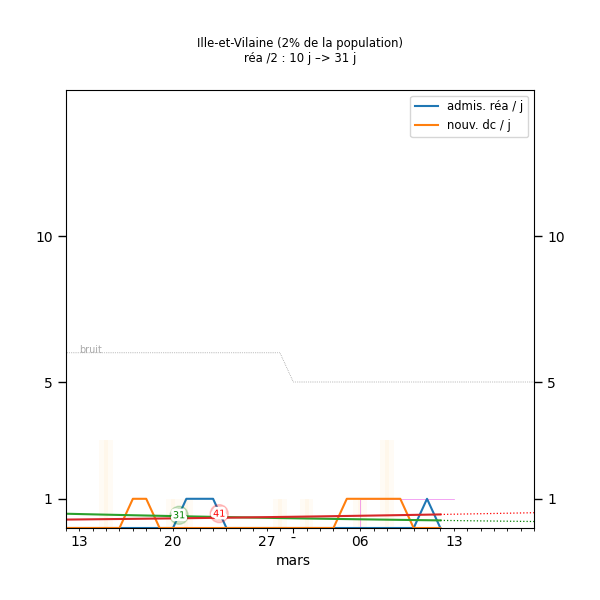 Ille-et-Vilaine (2% de la population)
réa /2 : 10 j –> 31 j
admis. réa / j
nouv. dc / j
10
10
bruit
5
5
1
1
31
41
13
20
27
-
06
13
mars